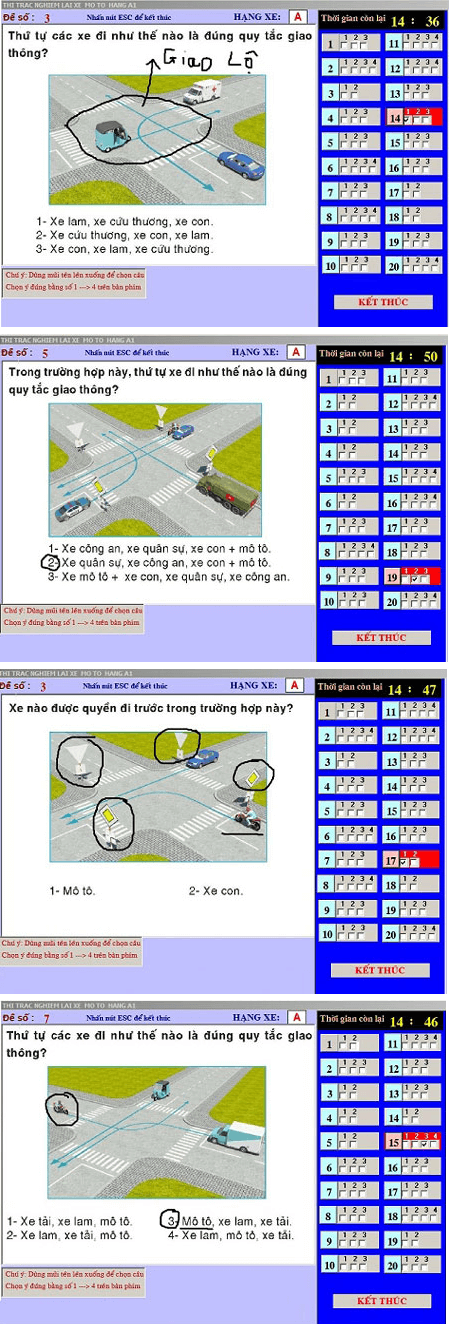 THI TRAC NGHIEM LAI XE MO TO HANG A1
Đề số : 3 Nhấn nút ESC để kết thúc HẠNG XE: A
Thời gian còn lại 14 : 36
Thứ tự các xe đi như thế nào là đúng quy tắc giao
thông?
Giao Lộ
1- Xe lam, xe cứu thương, xe con.
2- Xe cứu thương, xe con, xe lam.
3- Xe con, xe lam, xe cứu thương.
Chú ý: Dùng mũi tên lên xuống để chọn câu
Chọn ý đúng bằng số 1 ---> 4 trên bàn phím
1 1 2 3 11 1 2 3 4
2 1 2 3 4 12 1 2 3
3 1 2 13 1 2 3
4 1 2 3 14 1 2 3
5 1 2 3 15 1 2 3
6 1 2 3 4 16 1 2 3
7 1 2 3 17 1 2
8 1 2 3 4 18 1 2
9 1 2 3 19 1 2 3
10 1 2 3 20 1 2 3 4
KẾT THÚC
THI TRAC NGHIEM LAI XE MO TO HANG A1
Đề số : 5 Nhấn nút ESC để kết thúc HẠNG XE: A
Thời gian còn lại 14 : 50
Trong trường hợp này, thứ tự xe đi như thế nào là đúng
quy tắc giao thông?
1- Xe công an, xe quân sự, xe con + mô tô.
2- Xe quân sự, xe công an, xe con + mô tô.
3- Xe mô tô + xe con, xe quân sự, xe công an.
Chú ý: Dùng mũi tên lên xuống để chọn câu
Chọn ý đúng bằng số 1 ---> 4 trên bàn phím
1 1 2 3 11 1 2 3
2 1 2 12 1 2 3 4
3 1 2 13 1 2 3
4 1 2 14 1 2 3
5 1 2 3 15 1 2 3 4
6 1 2 16 1 2 3
7 1 2 3 17 1 2 3
8 1 2 3 4 18 1 2 3
9 1 2 3 19 1 2 3
10 1 2 3 20 1 2 3 4
KẾT THÚC
THI TRAC NGHIEM LAI XE MO TO HANG A1
Đề số : 3 Nhấn nút ESC để kết thúc HẠNG XE: A
Thời gian còn lại 14 : 47
Xe nào được quyền đi trước trong trường hợp này?
1- Mô tô. 2- Xe con.
Chú ý: Dùng mũi tên lên xuống để chọn câu
Chọn ý đúng bằng số 1 ---> 4 trên bàn phím
1 1 2 3 11 1 2 3 4
2 1 2 3 4 12 1 2 3
3 1 2 13 1 2 3
4 1 2 3 14 1 2 3
5 1 2 3 15 1 2 3
6 1 2 3 4 16 1 2 3
7 1 2 3 17 1 2
8 1 2 3 4 18 1 2
9 1 2 3 19 1 2 3
10 1 2 3 20 1 2 3 4
KẾT THÚC
THI TRAC NGHIEM LAI XE MO TO HANG A1
Đề số : 7 Nhấn nút ESC để kết thúc HẠNG XE: A
Thời gian còn lại 14 : 46
Thứ tự các xe đi như thế nào là đúng quy tắc giao
thông?
1- Xe tải, xe lam, mô tô. 3- Mô tô, xe lam, xe tải.
2- Xe lam, xe tải, mô tô. 4- Xe lam, mô tô, xe tải.
Chú ý: Dùng mũi tên lên xuống để chọn câu
Chọn ý đúng bằng số 1 ---> 4 trên bàn phím
1 1 2 11 1 2 3 4
2 1 2 3 12 1 2 3
3 1 2 13 1 2 3
4 1 2 14 1 2
5 1 2 15 1 2 3 4
6 1 2 3 16 1 2 3
7 1 2 3 17 1 2 3
8 1 2 3 18 1 2 3
9 1 2 3 19 1 2
10 1 2 3 20 1 2 3
KẾT THÚC